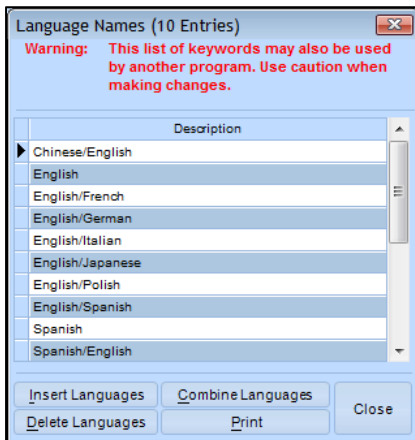 Language Names (10 Entries)
Warning: This list of keywords may also be used
by another program. Use caution when
making changes.
Description
Chinese/English
English
English/French
English/German
English/Italian
English/Japanese
English/Polish
English/Spanish
Spanish
Spanish/English
Insert Languages Combine Languages
Close
Delete Languages Print